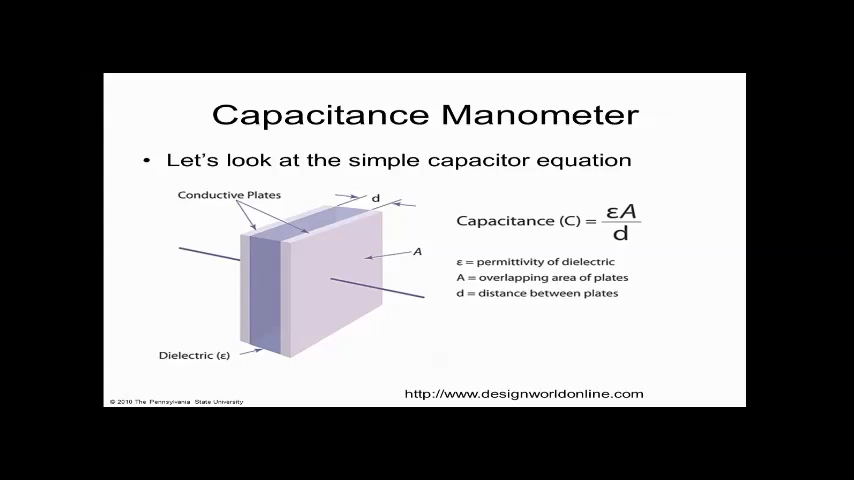 Capacitance Manometer
• Let's look at the simple capacitor equation
Conductive Plates
d
A
Dielectric (ε)
Capacitance (C) = εA
d
ε = permittivity of dielectric
A = overlapping area of plates
d = distance between plates
http://www.designworldonline.com
© 2010 The Pennsylvania State University